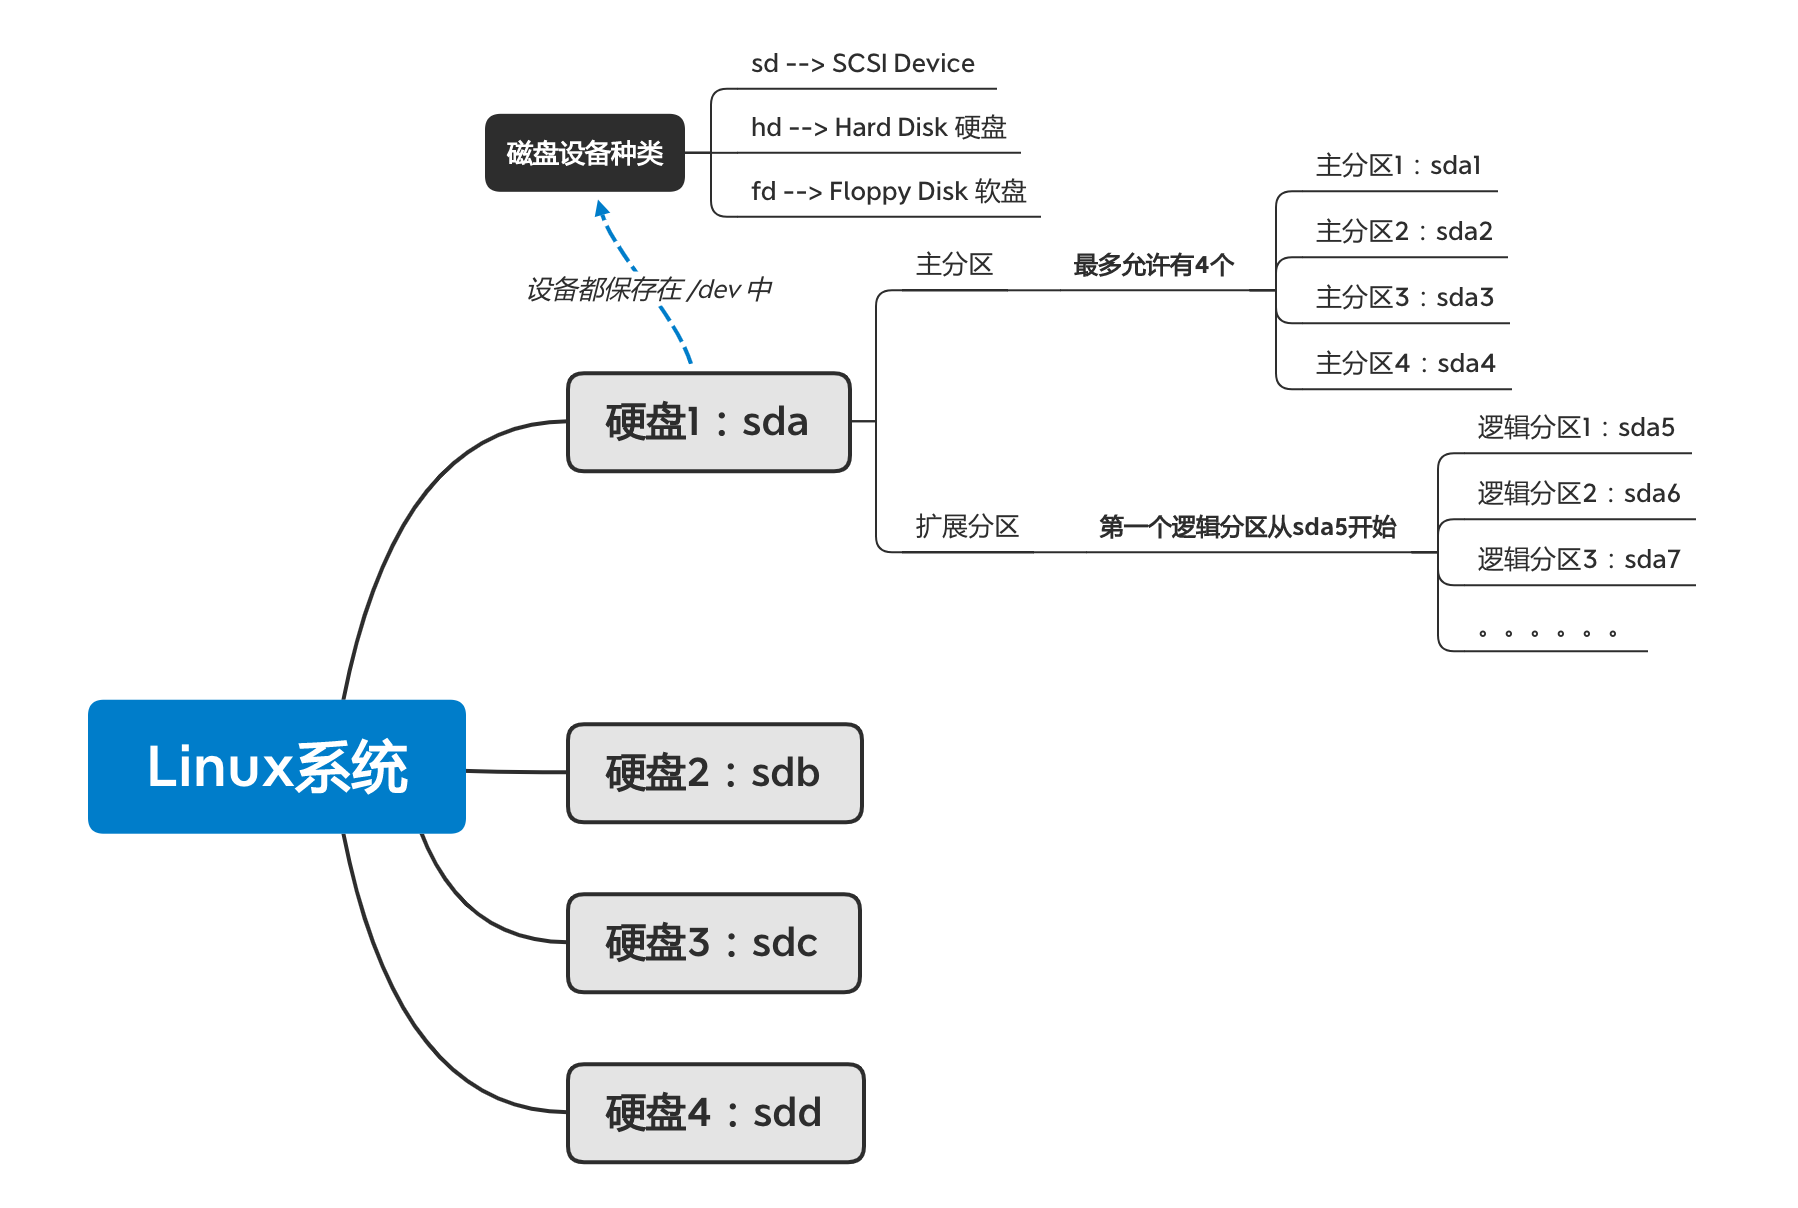 sd --> SCSI Device
磁盘设备种类
hd --> Hard Disk 硬盘
fd --> Floppy Disk 软盘
设备都保存在 /dev 中
主分区
最多允许有4个
主分区1：sda1
主分区2：sda2
主分区3：sda3
主分区4：sda4
硬盘1：sda
扩展分区
第一个逻辑分区从sda5开始
逻辑分区1：sda5
逻辑分区2：sda6
逻辑分区3：sda7
。。。。。。
Linux系统
硬盘2：sdb
硬盘3：sdc
硬盘4：sdd